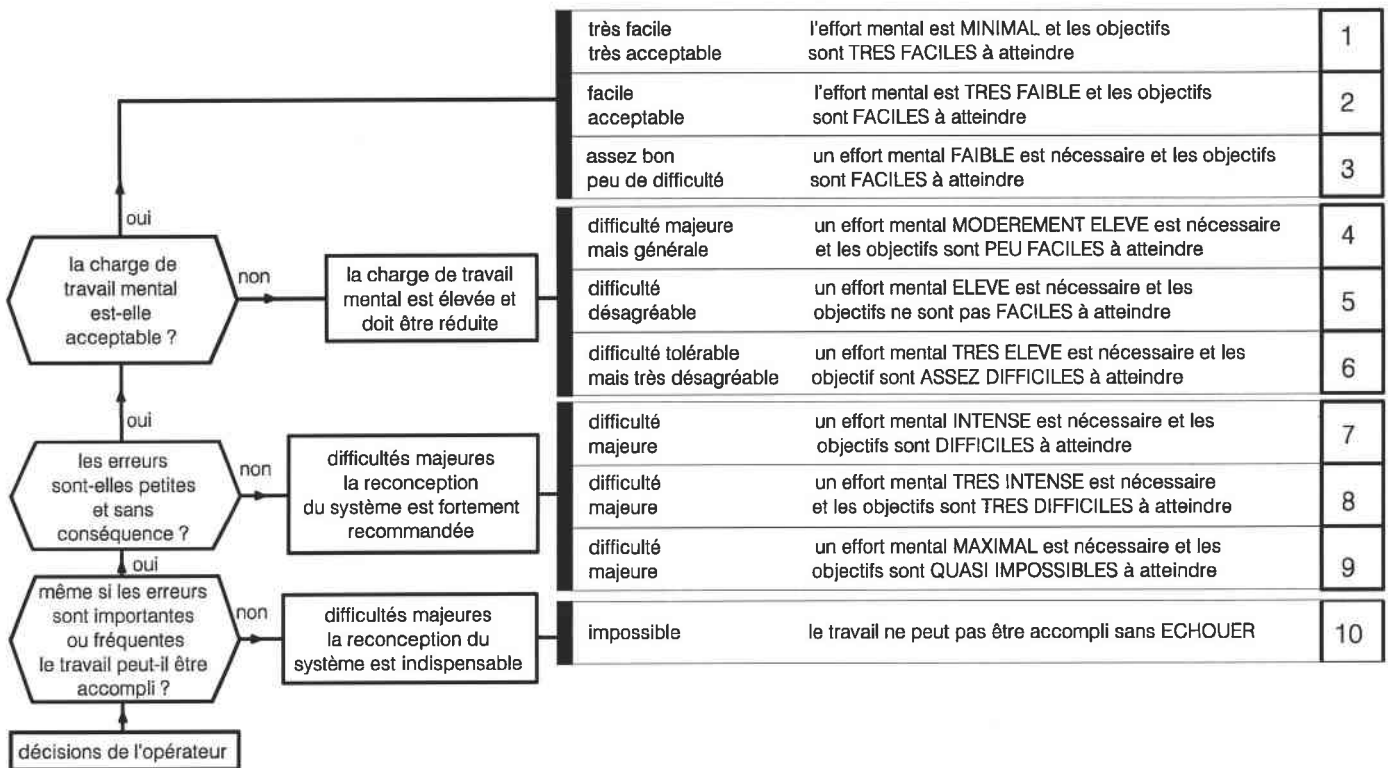 très facile l'effort mental est MINIMAL et les objectifs 1
très acceptable sont TRES FACILES à atteindre
facile l'effort mental est TRES FAIBLE et les objectifs 2
acceptable sont FACILES à atteindre
assez bon un effort mental FAIBLE est nécessaire et les objectifs 3
peu de difficulté sont FACILES à atteindre
oui
la charge de
travail mental
est-elle
acceptable ?
non
la charge de travail
mental est élevée et
doit être réduite
difficulté majeure un effort mental MODEREMENT ELEVE est nécessaire 4
mais générale et les objectifs sont PEU FACILES à atteindre
difficulté un effort mental ELEVE est nécessaire et les 5
désagréable objectifs ne sont pas FACILES à atteindre
difficulté tolérable un effort mental TRES ELEVE est nécessaire et les 6
mais très désagréable objectif sont ASSEZ DIFFICILES à atteindre
oui
les erreurs
sont-elles petites
et sans
conséquence ?
non
difficultés majeures
la reconception
du système est fortement
recommandée
difficulté un effort mental INTENSE est nécessaire et les 7
majeure objectifs sont DIFFICILES à atteindre
difficulté un effort mental TRES INTENSE est nécessaire 8
majeure et les objectifs sont TRES DIFFICILES à atteindre
difficulté un effort mental MAXIMAL est nécessaire et les 9
majeure objectifs sont QUASI IMPOSSIBLES à atteindre
oui
même si les erreurs
sont importantes
ou fréquentes
le travail peut-il être
accompli ?
non
difficultés majeures
la reconception du
système est indispensable
impossible le travail ne peut pas être accompli sans ECHOUER 10
décisions de l'opérateur